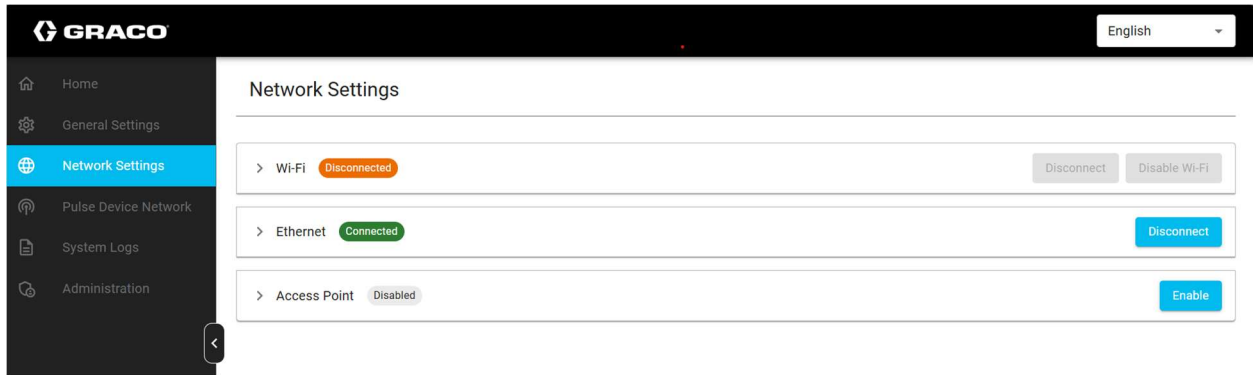 GRACO
English
Home
General Settings
Network Settings
Pulse Device Network
System Logs
Administration
Network Settings
Wi-Fi Disconnected Disconnect Disable Wi-Fi
Ethernet Connected Disconnect
Access Point Disabled Enable